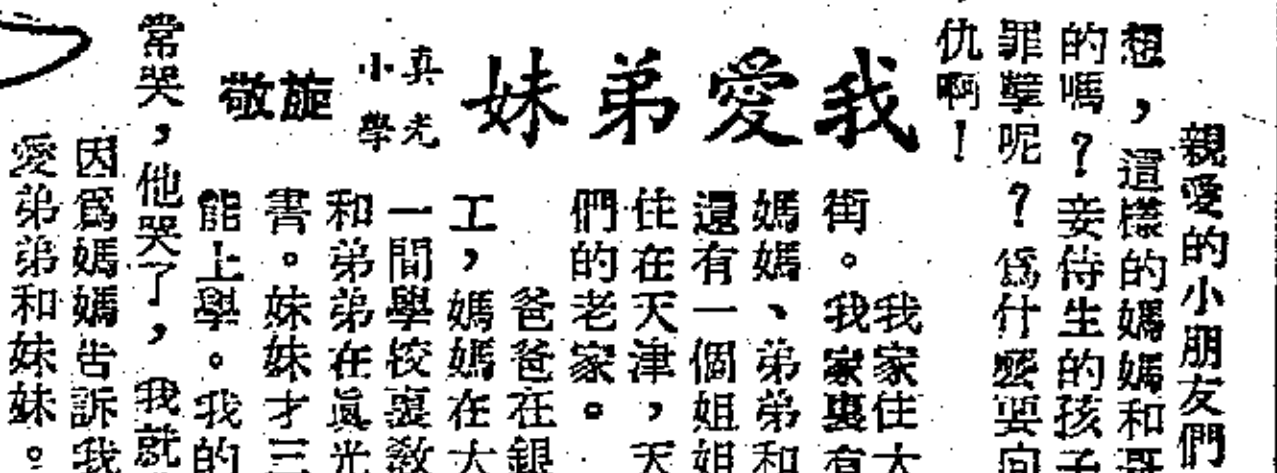 親愛的小朋友們
想，這樣的媽媽和哥
的嗎？妾侍生的孩子
罪孽呢？爲什麼要向
仇啊！
我愛弟妹
真光
小學
旋敬
我家住大
街。我家裏有
媽媽、弟弟和
還有一個姐姐
住在天津，天
們的老家。
爸爸在銀
工，媽媽在大
一間學校裏教
和弟弟在眞光
書。妹妹才三
能上學。我的
常哭，他哭了，我就
因爲媽媽告訴我
愛弟弟和妹妹。